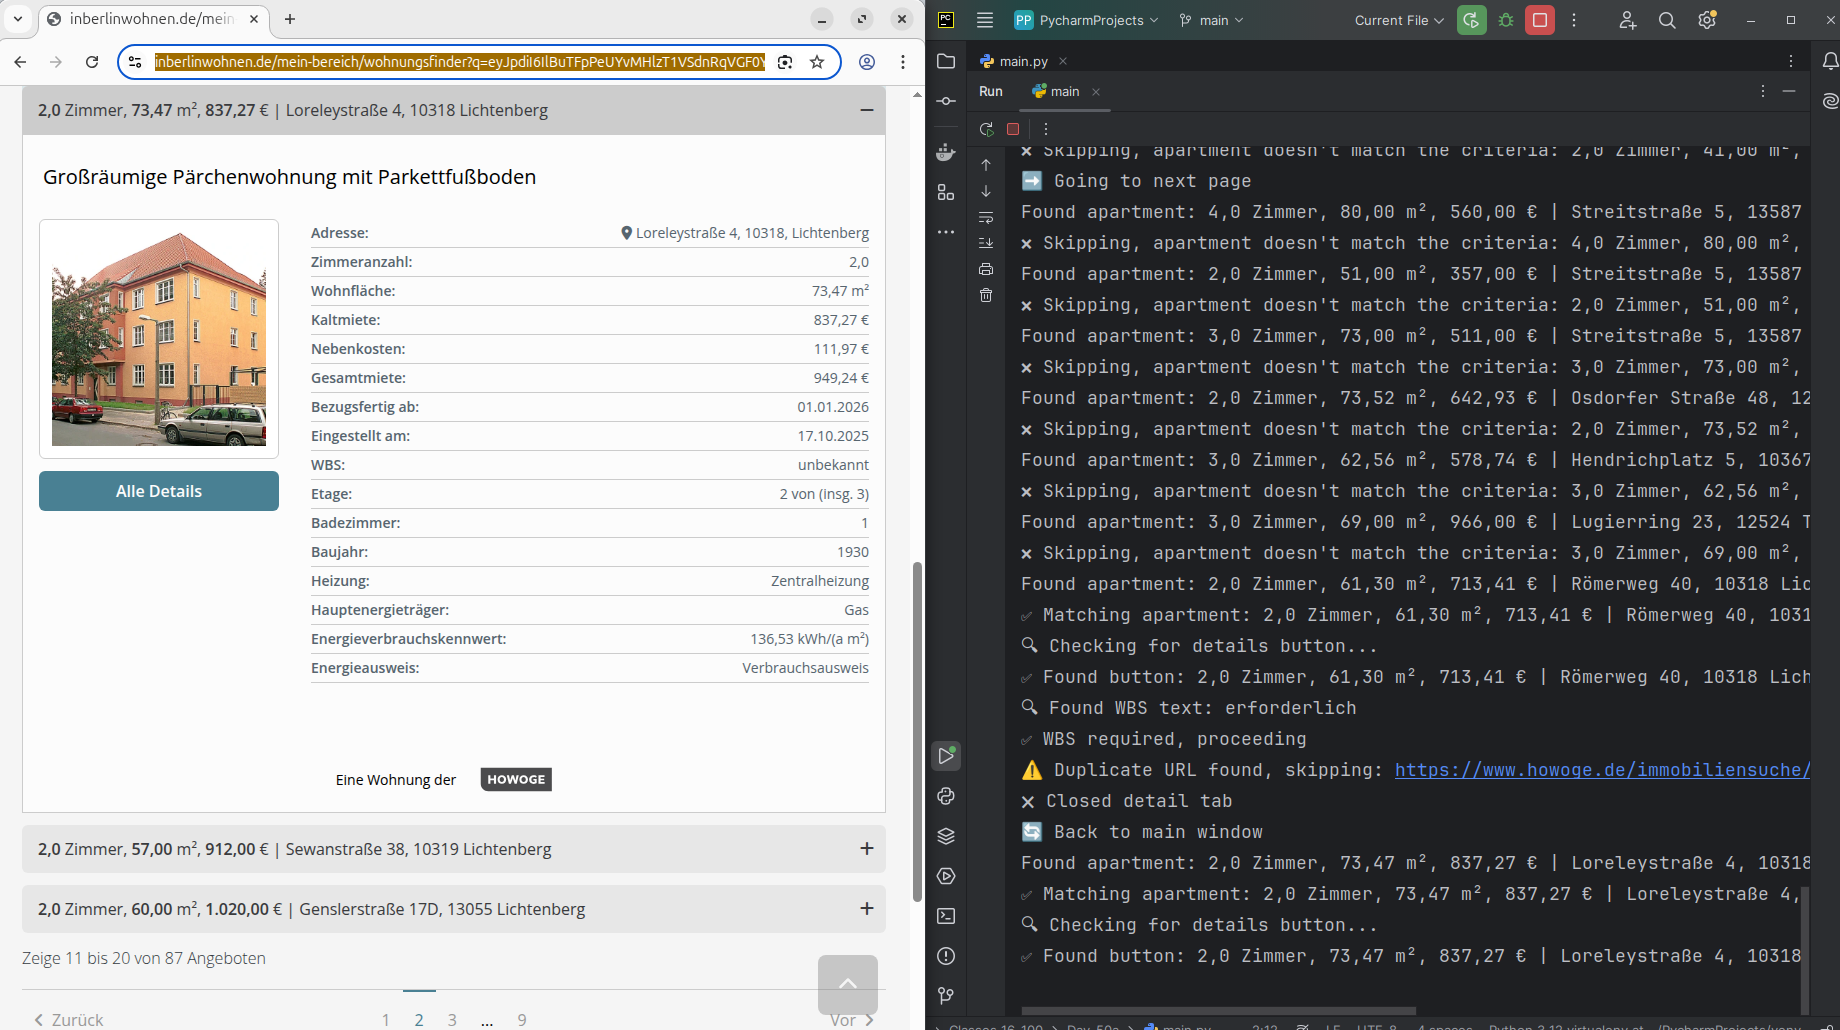 inberlinwohnen.de/mein
inberlinwohnen.de/mein-bereich/wohnungsfinder?q=eyJpdiI6IlBuTFpPeUYvMHlzT1VSdnRqVGF0Y
2,0 Zimmer, 73,47 m², 837,27 € | Loreleystraße 4, 10318 Lichtenberg
Großräumige Pärchenwohnung mit Parkettfußboden
Adresse: Loreleystraße 4, 10318, Lichtenberg
Zimmeranzahl: 2,0
Wohnfläche: 73,47 m²
Kaltmiete: 837,27 €
Nebenkosten: 111,97 €
Gesamtmiete: 949,24 €
Bezugsfertig ab: 01.01.2026
Eingestellt am: 17.10.2025
WBS: unbekannt
Etage: 2 von (insg. 3)
Badezimmer: 1
Baujahr: 1930
Heizung: Zentralheizung
Hauptenergieträger: Gas
Energieverbrauchskennwert: 136,53 kWh/(a m²)
Energieausweis: Verbrauchsausweis
Alle Details
Eine Wohnung der HOWOGE
2,0 Zimmer, 57,00 m², 912,00 € | Sewanstraße 38, 10319 Lichtenberg
2,0 Zimmer, 60,00 m², 1.020,00 € | Genslerstraße 17D, 13055 Lichtenberg
Zeige 11 bis 20 von 87 Angeboten
Zurück 1 2 3 ... 9 Vor
PC PP PycharmProjects main Current File
main.py
Run main
Skipping, apartment doesn't match the criteria: 2,0 Zimmer, 41,00 m²,
Going to next page
Found apartment: 4,0 Zimmer, 80,00 m², 560,00 € | Streitstraße 5, 13587
Skipping, apartment doesn't match the criteria: 4,0 Zimmer, 80,00 m²,
Found apartment: 2,0 Zimmer, 51,00 m², 357,00 € | Streitstraße 5, 13587
Skipping, apartment doesn't match the criteria: 2,0 Zimmer, 51,00 m²,
Found apartment: 3,0 Zimmer, 73,00 m², 511,00 € | Streitstraße 5, 13587
Skipping, apartment doesn't match the criteria: 3,0 Zimmer, 73,00 m²,
Found apartment: 2,0 Zimmer, 73,52 m², 642,93 € | Osdorfer Straße 48, 12
Skipping, apartment doesn't match the criteria: 2,0 Zimmer, 73,52 m²,
Found apartment: 3,0 Zimmer, 62,56 m², 578,74 € | Hendrichplatz 5, 10367
Skipping, apartment doesn't match the criteria: 3,0 Zimmer, 62,56 m²,
Found apartment: 3,0 Zimmer, 69,00 m², 966,00 € | Lugierring 23, 12524 T
Skipping, apartment doesn't match the criteria: 3,0 Zimmer, 69,00 m²,
Found apartment: 2,0 Zimmer, 61,30 m², 713,41 € | Römerweg 40, 10318 Lic
Matching apartment: 2,0 Zimmer, 61,30 m², 713,41 € | Römerweg 40, 1031
Checking for details button...
Found button: 2,0 Zimmer, 61,30 m², 713,41 € | Römerweg 40, 10318 Lich
Found WBS text: erforderlich
WBS required, proceeding
Duplicate URL found, skipping: https://www.howoge.de/immobiliensuche/
Closed detail tab
Back to main window
Found apartment: 2,0 Zimmer, 73,47 m², 837,27 € | Loreleystraße 4, 10318
Matching apartment: 2,0 Zimmer, 73,47 m², 837,27 € | Loreleystraße 4,
Checking for details button...
Found button: 2,0 Zimmer, 73,47 m², 837,27 € | Loreleystraße 4, 10318